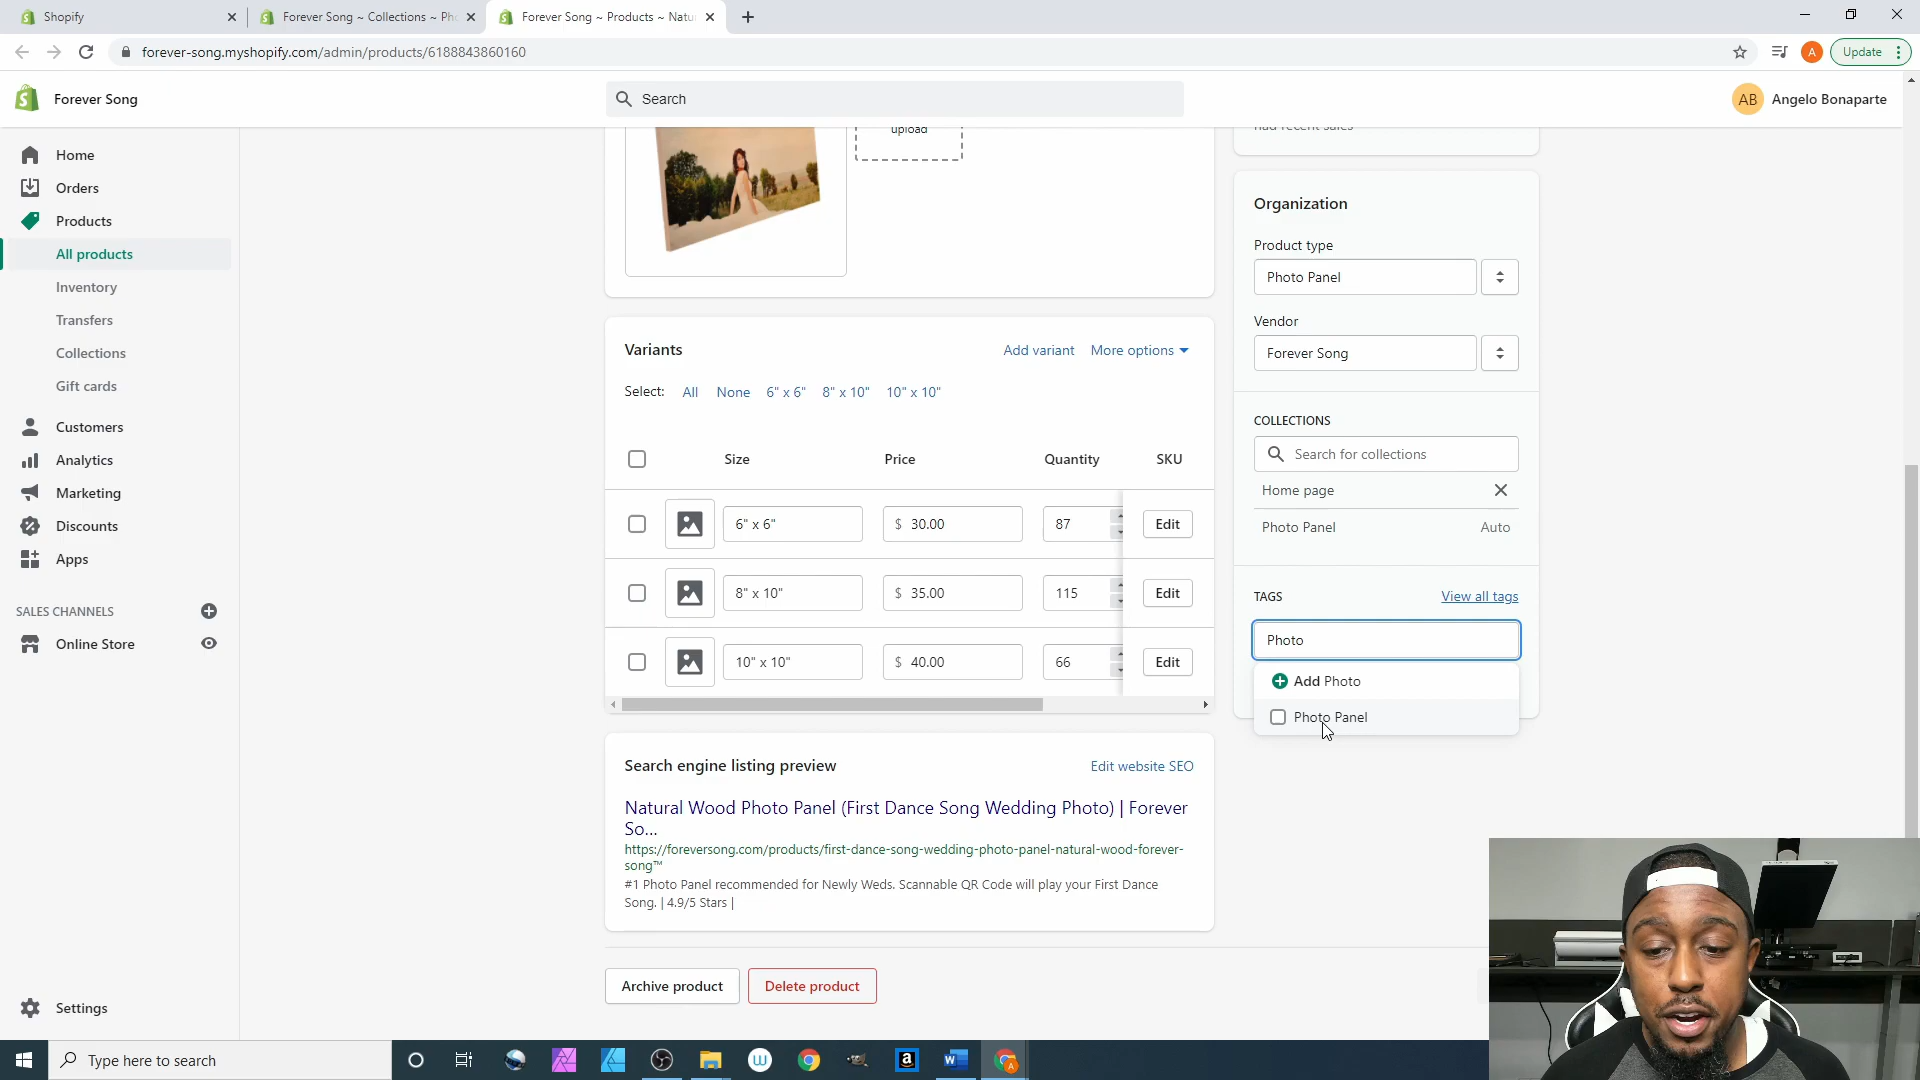 Shopify
Forever Song ~ Collections ~ Pho
Forever Song ~ Products ~ Natu
forever-song.myshopify.com/admin/products/6188843860160
A
Update
Forever Song
Search
AB
Angelo Bonaparte
Home
Orders
Products
All products
Inventory
Transfers
Collections
Gift cards
Customers
Analytics
Marketing
Discounts
Apps
SALES CHANNELS
Online Store
Settings
upload
had recent sales
Organization
Product type
Photo Panel
Vendor
Forever Song
COLLECTIONS
Search for collections
Home page
Photo Panel Auto
TAGS View all tags
Photo
Add Photo
Photo Panel
Variants Add variant More options
Select: All None 6" x 6" 8" x 10" 10" x 10"
Size Price Quantity SKU
6" x 6" $ 30.00 87 Edit
8" x 10" $ 35.00 115 Edit
10" x 10" $ 40.00 66 Edit
Search engine listing preview Edit website SEO
Natural Wood Photo Panel (First Dance Song Wedding Photo) | Forever
So...
https://foreversong.com/products/first-dance-song-wedding-photo-panel-natural-wood-forever-
song™
#1 Photo Panel recommended for Newly Weds. Scannable QR Code will play your First Dance
Song. | 4.9/5 Stars |
Archive product Delete product
Type here to search